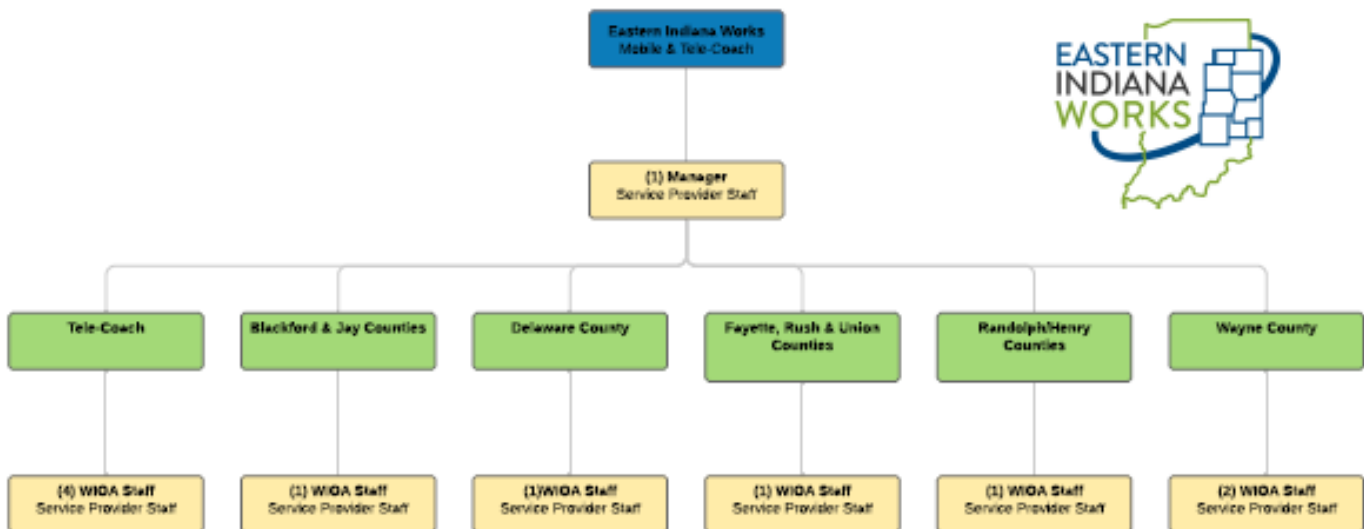 Eastern Indiana Works
Mobile & Tele-Coach
EASTERN
INDIANA
WORKS
(1) Manager
Service Provider Staff
Tele-Coach
Blackford & Jay Counties
Delaware County
Fayette, Rush & Union
Counties
Randolph/Henry
Counties
Wayne County
(4) WIOA Staff
Service Provider Staff
(1) WIOA Staff
Service Provider Staff
(1)WIOA Staff
Service Provider Staff
(1) WIOA Staff
Service Provider Staff
(1) WIOA Staff
Service Provider Staff
(2) WIOA Staff
Service Provider Staff